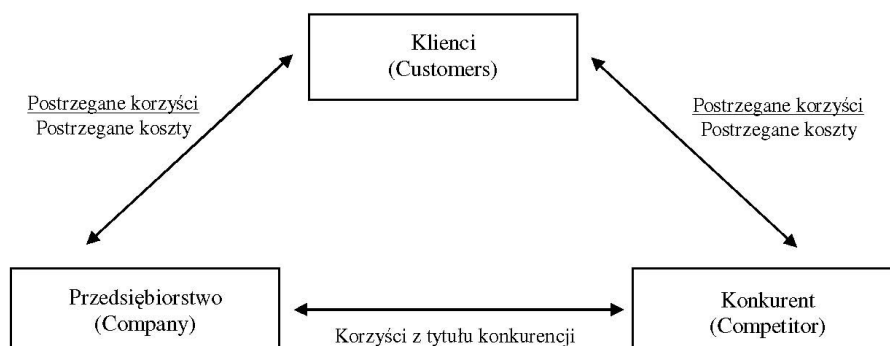 Klienci
(Customers)
Postrzegane korzyści
Postrzegane koszty
Postrzegane korzyści
Postrzegane koszty
Przedsiębiorstwo
(Company)
Korzyści z tytułu konkurencji
Konkurent
(Competitor)